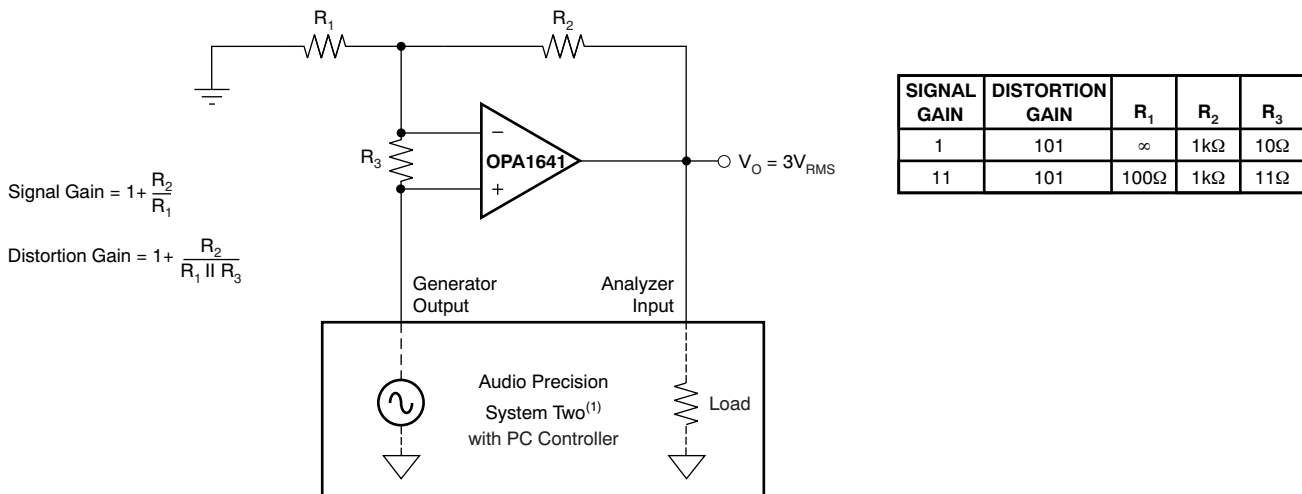 R1
R2
SIGNAL GAIN
DISTORTION GAIN
R1
R2
R3
1
101
∞
1kΩ
10Ω
11
101
100Ω
1kΩ
11Ω
R3
−
+
OPA1641
VO = 3VRMS
Signal Gain = 1+ R2
R1
Distortion Gain = 1+ R2
R1 II R3
Generator
Output
Analyzer
Input
Audio Precision
System Two(1)
with PC Controller
Load